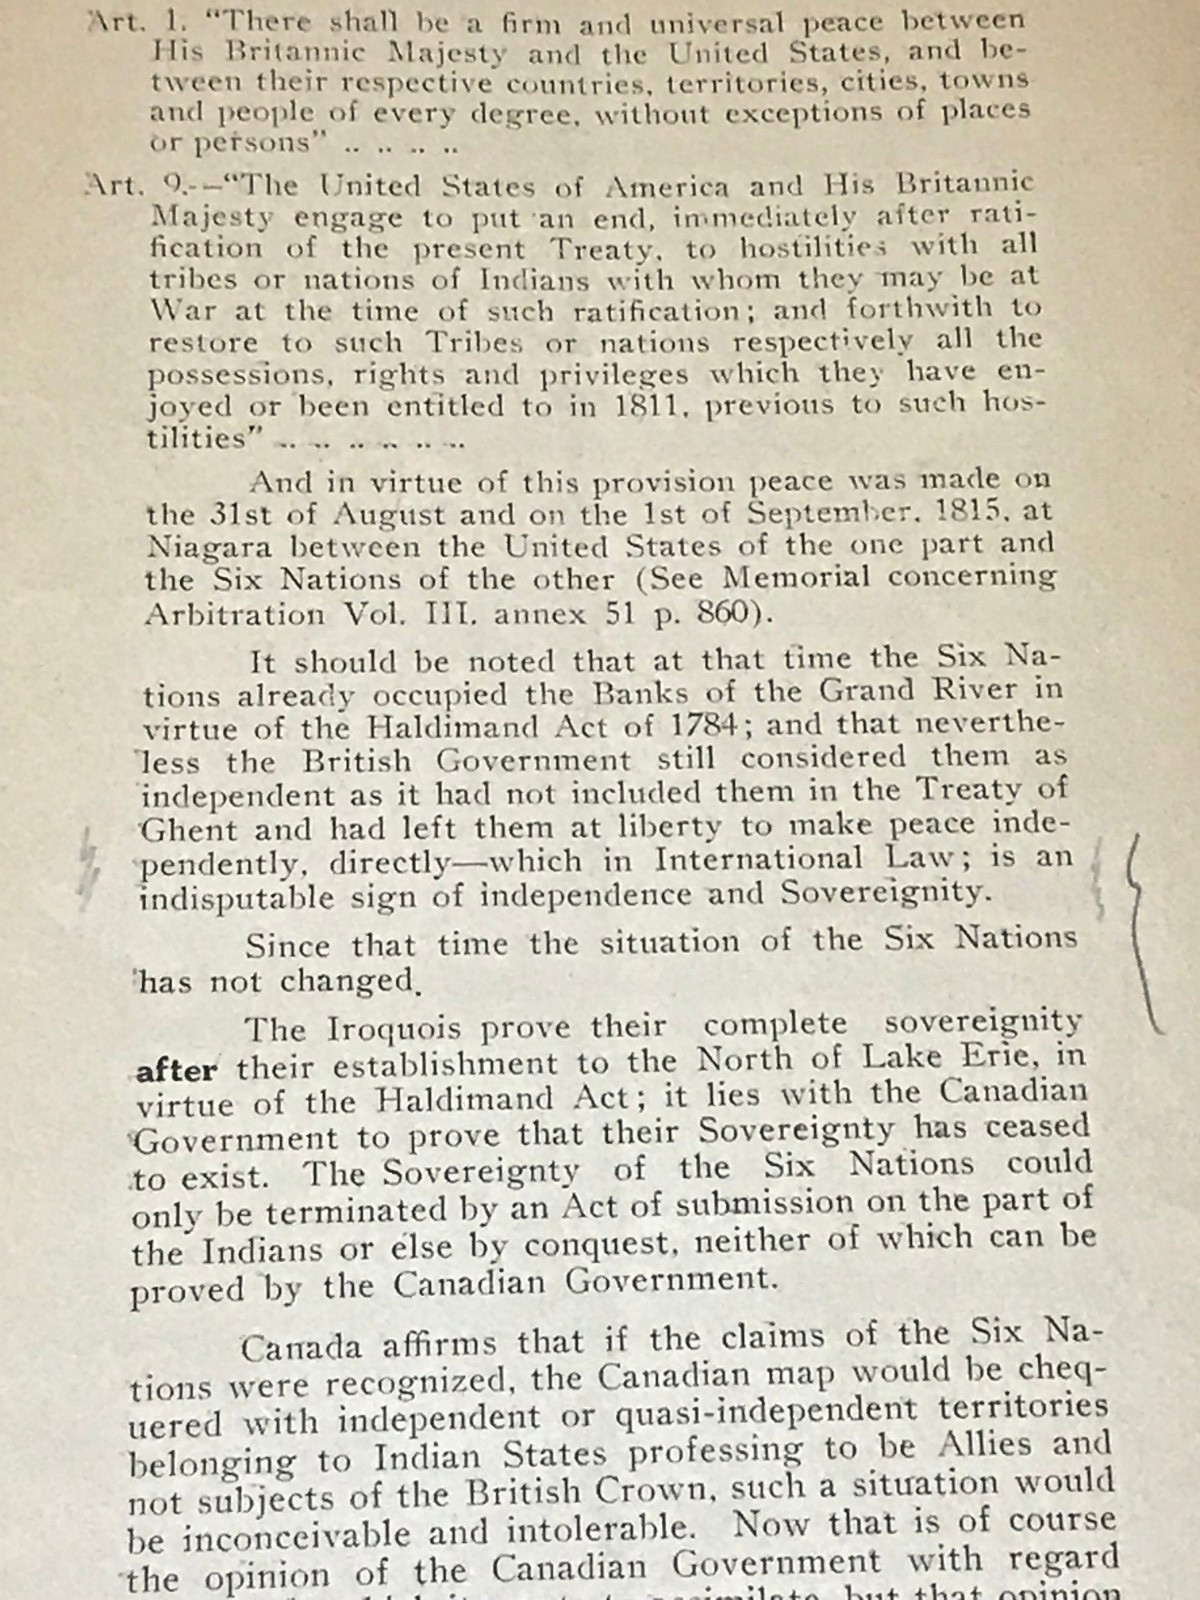 Art. 1. “There shall be a firm and universal peace between
His Britannic Majesty and the United States, and be-
tween their respective countries, territories, cities, towns
and people of every degree, without exceptions of places
or persons” .. .. .. ..
Art. 9.--“The United States of America and His Britannic
Majesty engage to put an end, immediately after rati-
fication of the present Treaty, to hostilities with all
tribes or nations of Indians with whom they may be at
War at the time of such ratification; and forthwith to
restore to such Tribes or nations respectively all the
possessions, rights and privileges which they have en-
joyed or been entitled to in 1811, previous to such hos-
tilities” .. .. .. .. .. ..
And in virtue of this provision peace was made on
the 31st of August and on the 1st of September, 1815, at
Niagara between the United States of the one part and
the Six Nations of the other (See Memorial concerning
Arbitration Vol. III. annex 51 p. 860).
It should be noted that at that time the Six Na-
tions already occupied the Banks of the Grand River in
virtue of the Haldimand Act of 1784; and that neverthe-
less the British Government still considered them as
independent as it had not included them in the Treaty of
Ghent and had left them at liberty to make peace inde-
pendently, directly—which in International Law; is an
indisputable sign of independence and Sovereignity.
Since that time the situation of the Six Nations
has not changed.
The Iroquois prove their complete sovereignity
after their establishment to the North of Lake Erie, in
virtue of the Haldimand Act; it lies with the Canadian
Government to prove that their Sovereignty has ceased
to exist. The Sovereignty of the Six Nations could
only be terminated by an Act of submission on the part of
the Indians or else by conquest, neither of which can be
proved by the Canadian Government.
Canada affirms that if the claims of the Six Na-
tions were recognized, the Canadian map would be cheq-
uered with independent or quasi-independent territories
belonging to Indian States professing to be Allies and
not subjects of the British Crown, such a situation would
be inconceivable and intolerable. Now that is of course
the opinion of the Canadian Government with regard
assimilate, but that opinion